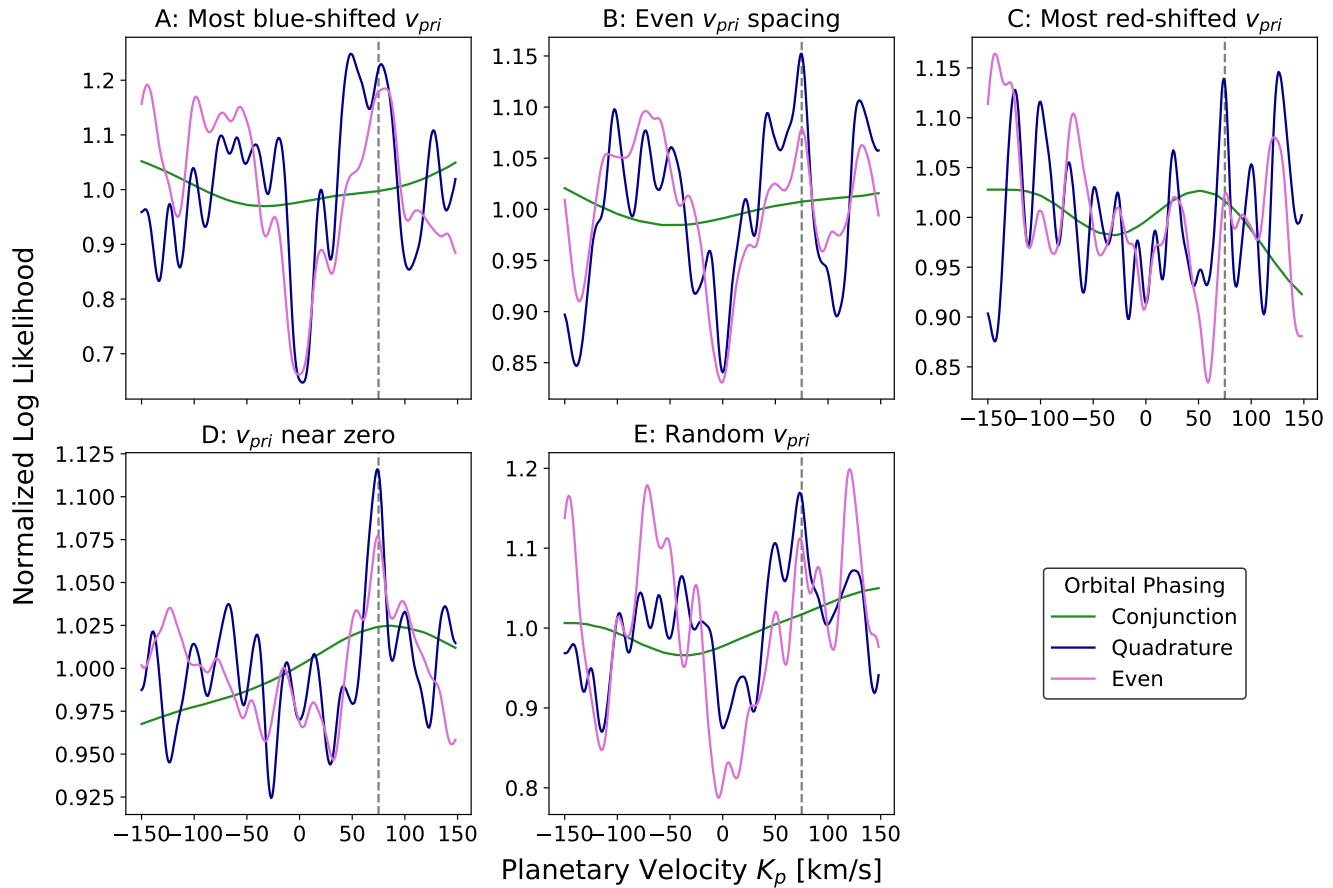 A: Most blue-shifted v_pri
B: Even v_pri spacing
C: Most red-shifted v_pri
1.2
1.1
1.0
0.9
0.8
0.7
1.15
1.10
1.05
1.00
0.95
0.90
0.85
1.15
1.10
1.05
1.00
0.95
0.90
0.85
−150 −100 −50 0 50 100 150
D: v_pri near zero
E: Random v_pri
1.125
1.100
1.075
1.050
1.025
1.000
0.975
0.950
0.925
1.2
1.1
1.0
0.9
0.8
−150 −100 −50 0 50 100 150
−150 −100 −50 0 50 100 150
Orbital Phasing
Conjunction
Quadrature
Even
Normalized Log Likelihood
Planetary Velocity K_p [km/s]